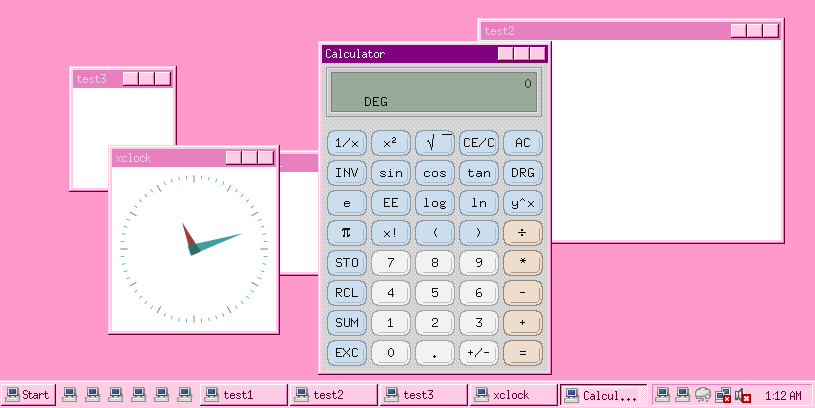 test2
Calculator
test3
0
DEG
xclock
1/x x² √‾ CE/C AC
INV sin cos tan DRG
e EE log ln y^x
π x! ( ) ÷
STO 7 8 9 *
RCL 4 5 6 -
SUM 1 2 3 +
EXC 0 . +/- =
Start test1 test2 test3 xclock Calcul... 1:12 AM